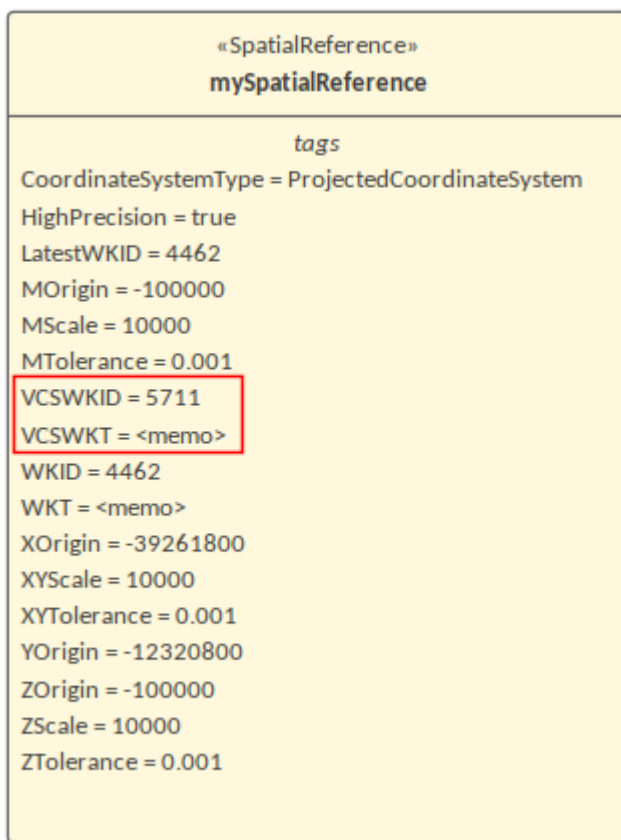 «SpatialReference»
mySpatialReference
tags
CoordinateSystemType = ProjectedCoordinateSystem
HighPrecision = true
LatestWKID = 4462
MOrigin = -100000
MScale = 10000
MTolerance = 0.001
VCSWKID = 5711
VCSWKT = <memo>
WKID = 4462
WKT = <memo>
XOrigin = -39261800
XYScale = 10000
XYTolerance = 0.001
YOrigin = -12320800
ZOrigin = -100000
ZScale = 10000
ZTolerance = 0.001